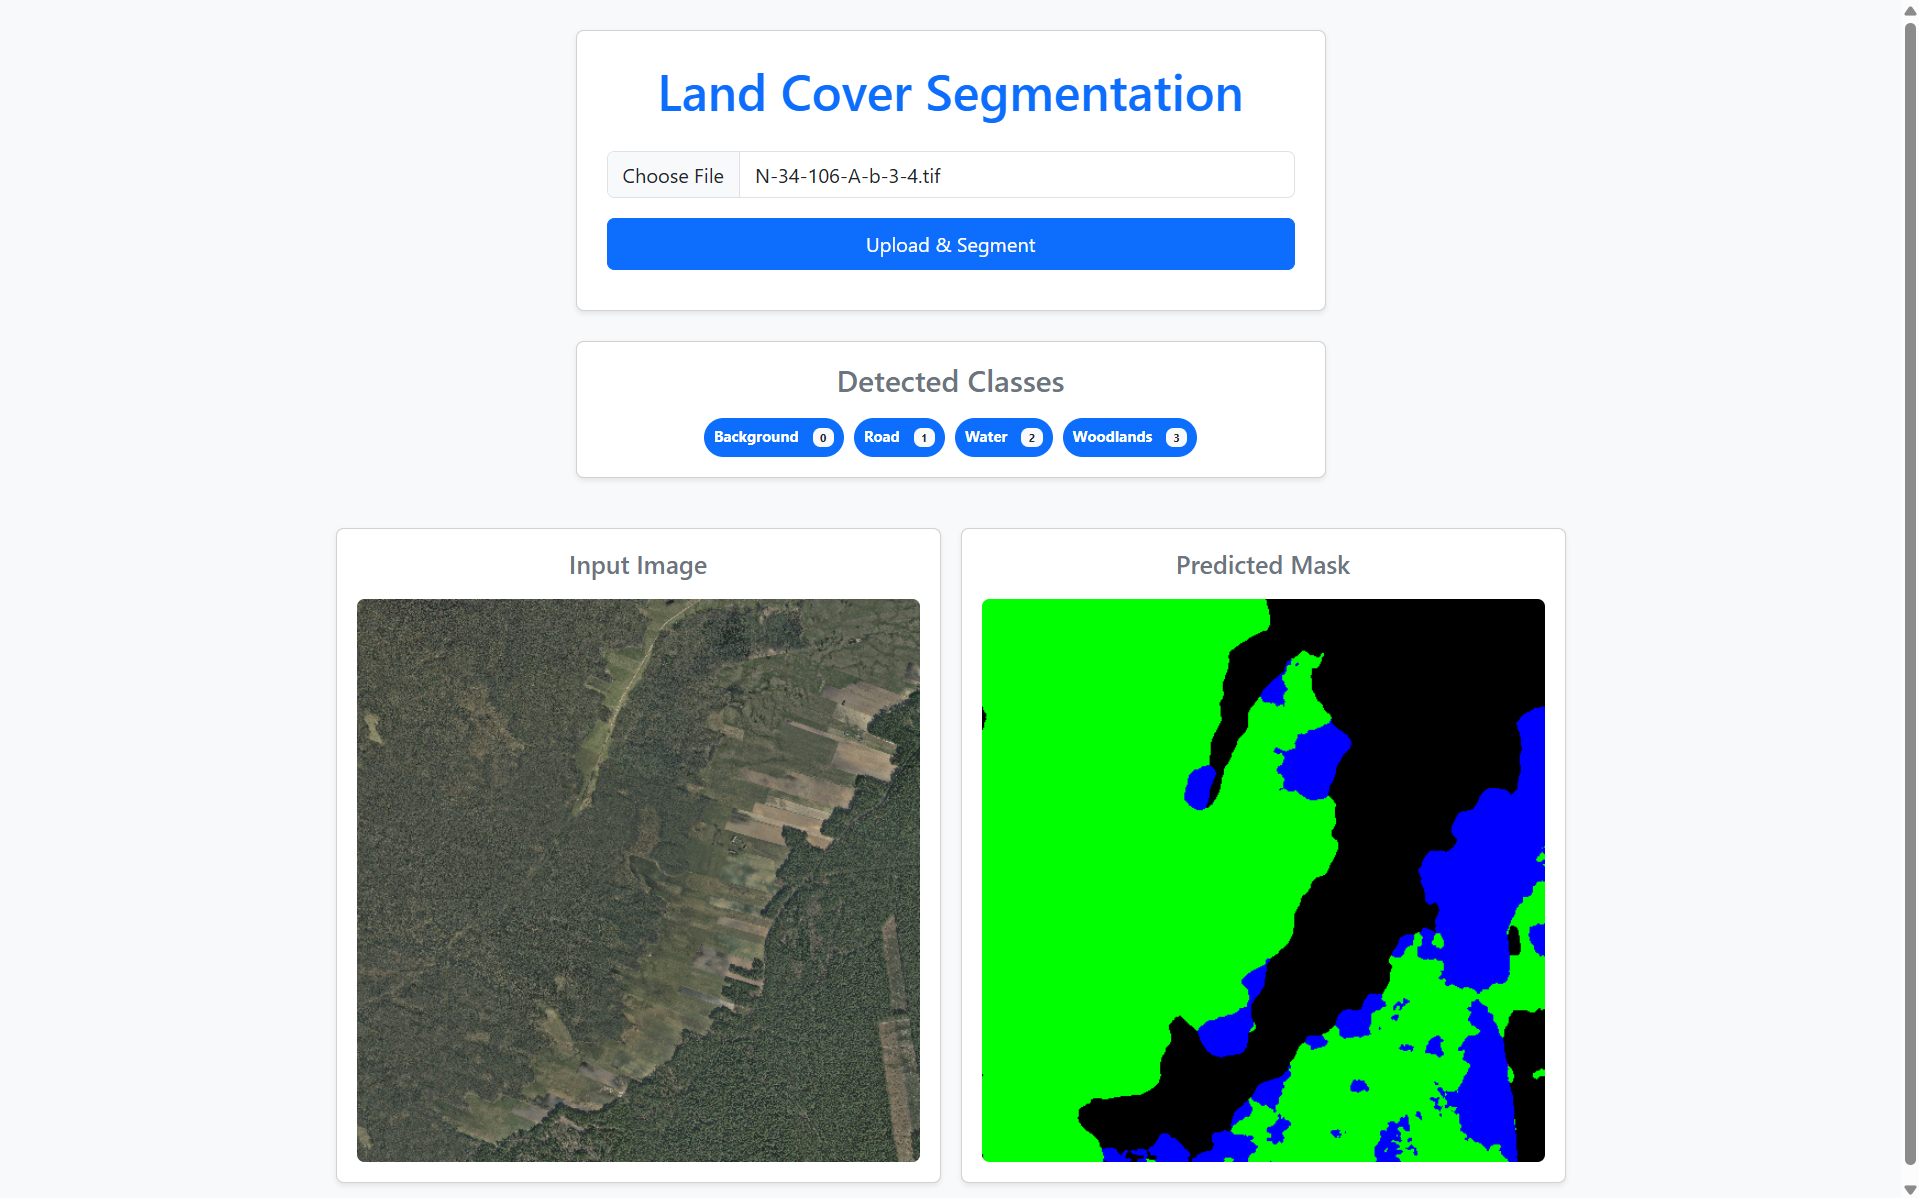 Land Cover Segmentation
Choose File N-34-106-A-b-3-4.tif
Upload & Segment
Detected Classes
Background 0 Road 1 Water 2 Woodlands 3
Input Image
Predicted Mask